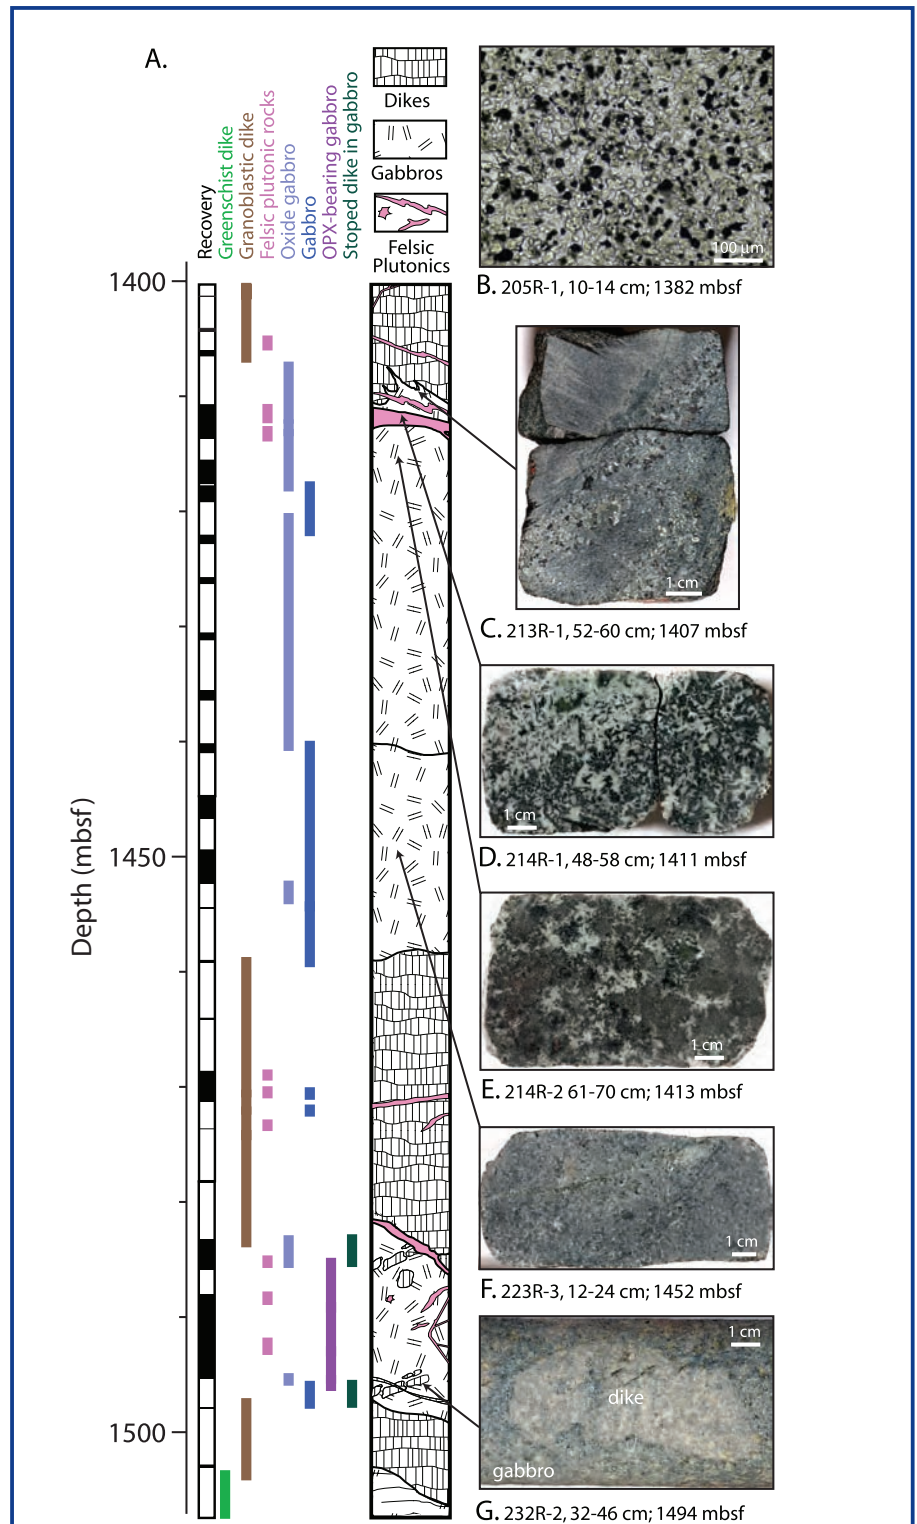 A.
Recovery
Greenschist dike
Granoblastic dike
Felsic plutonic rocks
Oxide gabbro
Gabbro
OPX-bearing gabbro
Stoped dike in gabbro
Dikes
Gabbros
Felsic
Plutonics
Depth (mbsf)
1400
1450
1500
100 µm
B. 205R-1, 10-14 cm; 1382 mbsf
1 cm
C. 213R-1, 52-60 cm; 1407 mbsf
1 cm
D. 214R-1, 48-58 cm; 1411 mbsf
1 cm
E. 214R-2 61-70 cm; 1413 mbsf
1 cm
F. 223R-3, 12-24 cm; 1452 mbsf
1 cm
dike
gabbro
G. 232R-2, 32-46 cm; 1494 mbsf